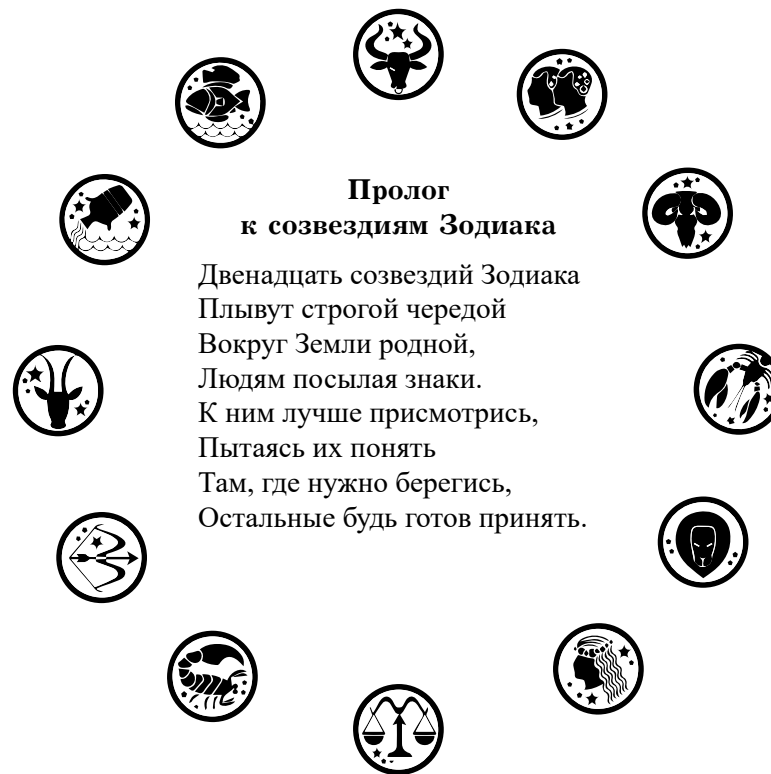 Пролог
к созвездиям Зодиака
Двенадцать созвездий Зодиака
Плывут строгой чередой
Вокруг Земли родной,
Людям посылая знаки.
К ним лучше присмотрись,
Пытаясь их понять
Там, где нужно берегись,
Остальные будь готов принять.